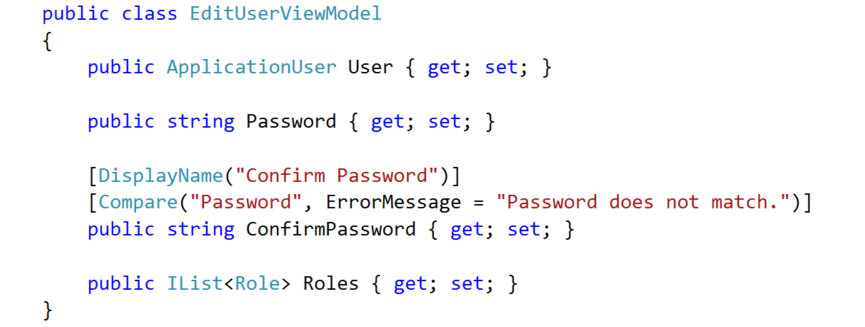 public class EditUserViewModel
{
public ApplicationUser User { get; set; }
public string Password { get; set; }
[DisplayName("Confirm Password")]
[Compare("Password", ErrorMessage = "Password does not match.")]
public string ConfirmPassword { get; set; }
public IList<Role> Roles { get; set; }
}